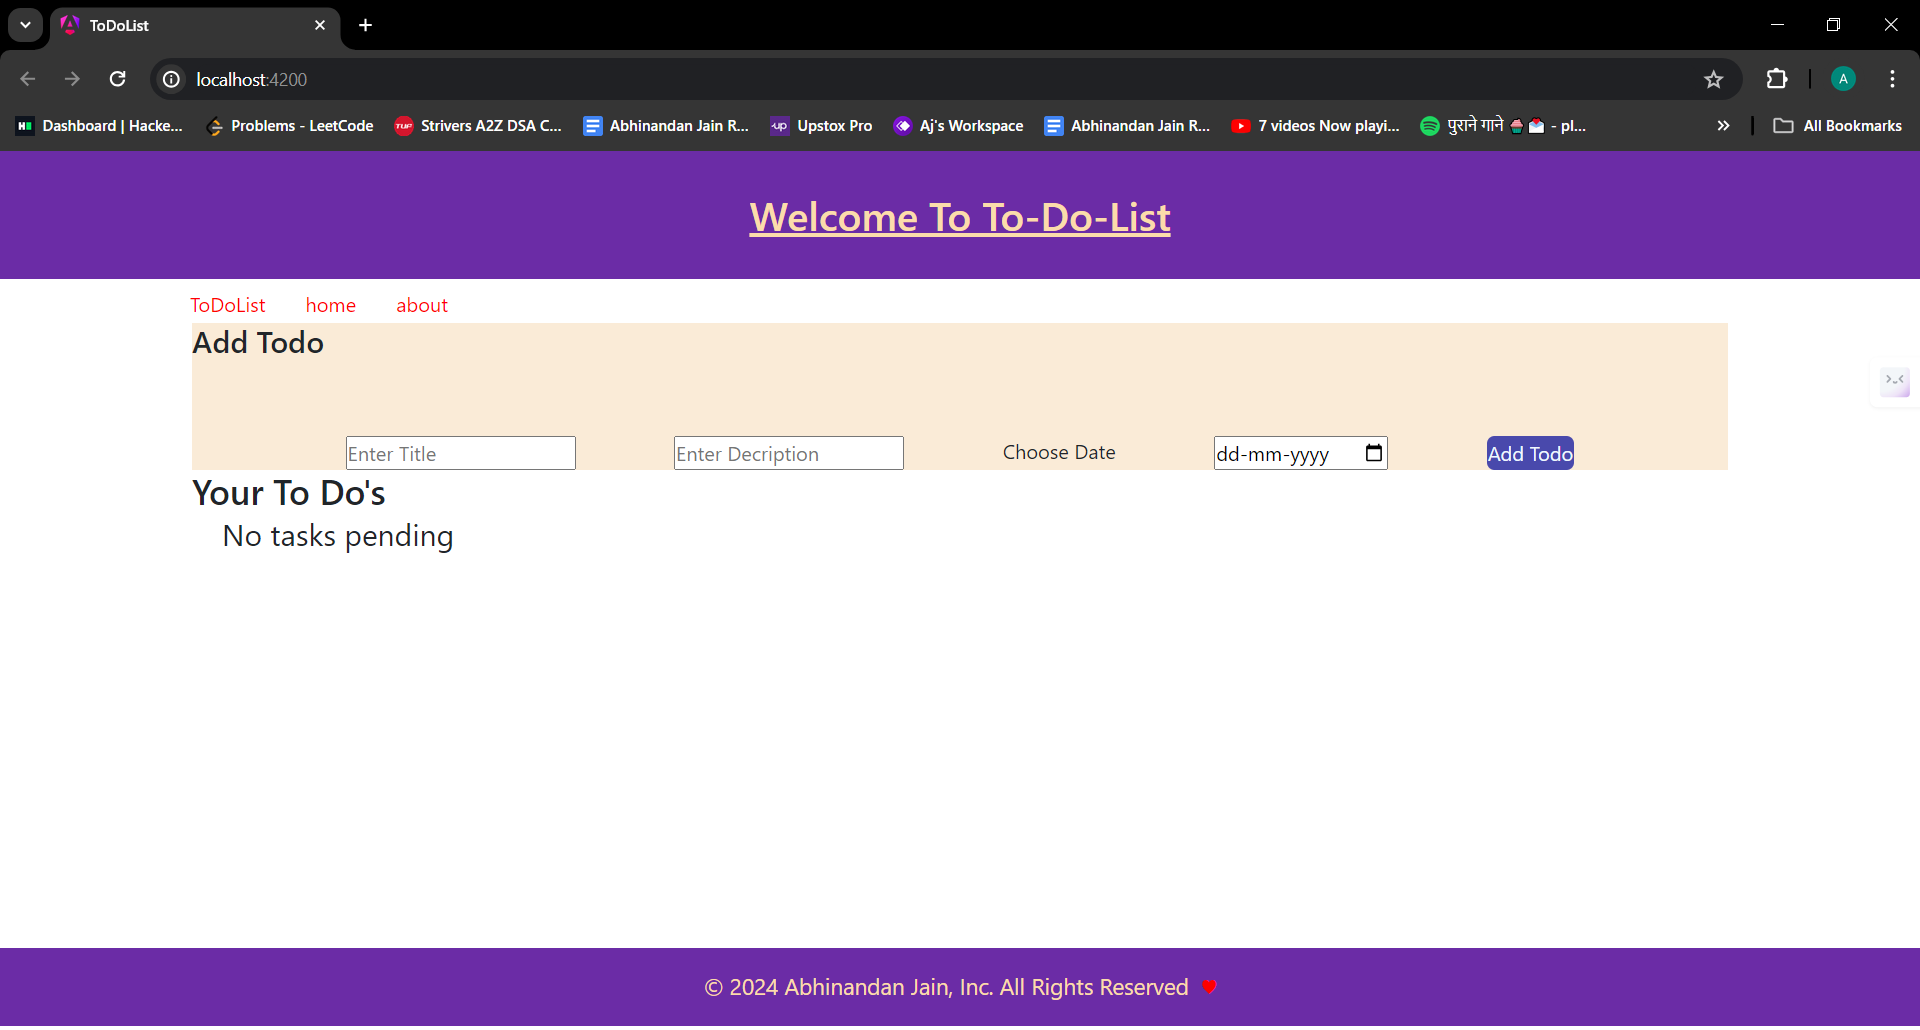 ToDoList
localhost:4200
A
Dashboard | Hacke... Problems - LeetCode TUF Strivers A2Z DSA C... Abhinandan Jain R... up Upstox Pro Aj's Workspace Abhinandan Jain R... 7 videos Now playi... पुराने गाने 🧁 💌 - pl... All Bookmarks
Welcome To To-Do-List
ToDoList home about
Add Todo
Enter Title Enter Decription Choose Date dd-mm-yyyy Add Todo
Your To Do's
No tasks pending
© 2024 Abhinandan Jain, Inc. All Rights Reserved ♥